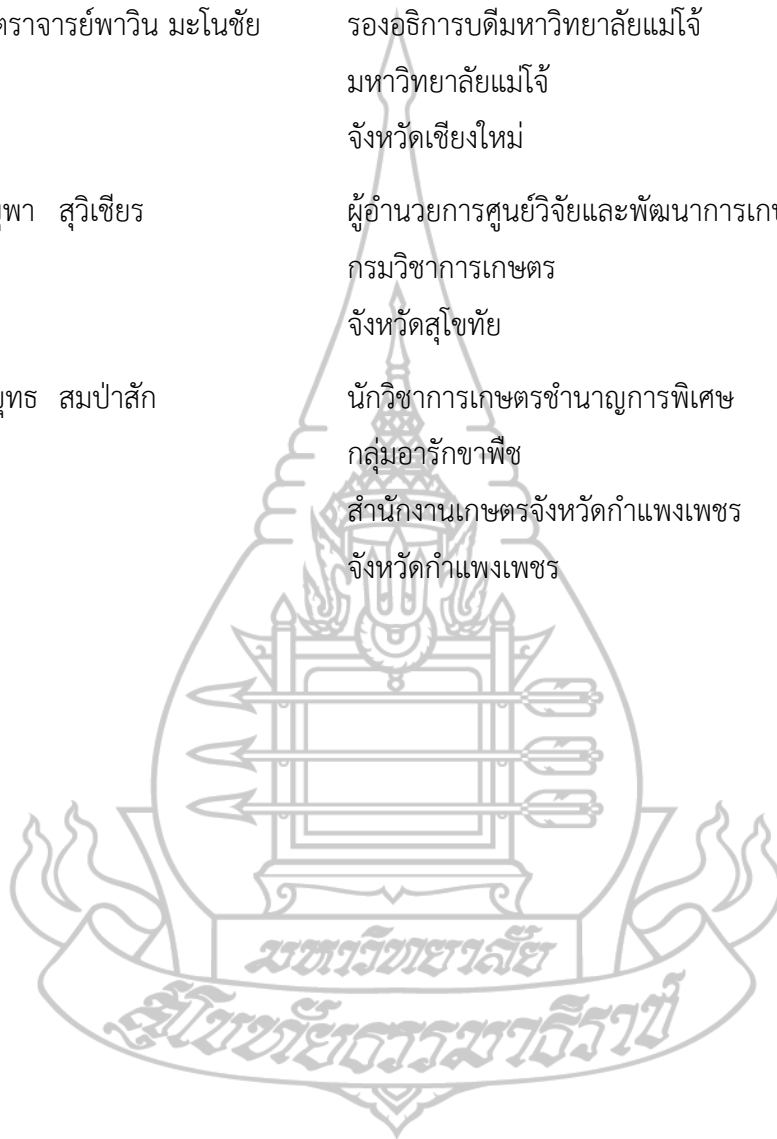 ตราจารย์พาวิน มะโนชัย รองอธิการบดีมหาวิทยาลัยแม่โจ้
มหาวิทยาลัยแม่โจ้
จังหวัดเชียงใหม่
สุวิเชียร ผู้อำนวยการศูนย์วิจัยและพัฒนาการเก
กรมวิชาการเกษตร
จังหวัดสุโขทัย
ยุทธ สมป่าสัก นักวิชาการเกษตรชำนาญการพิเศษ
กลุ่มอารักขาพืช
สำนักงานเกษตรจังหวัดกำแพงเพชร
จังหวัดกำแพงเพชร
มหาวิทยาลัย
สุโขทัยธรรมาธิราช